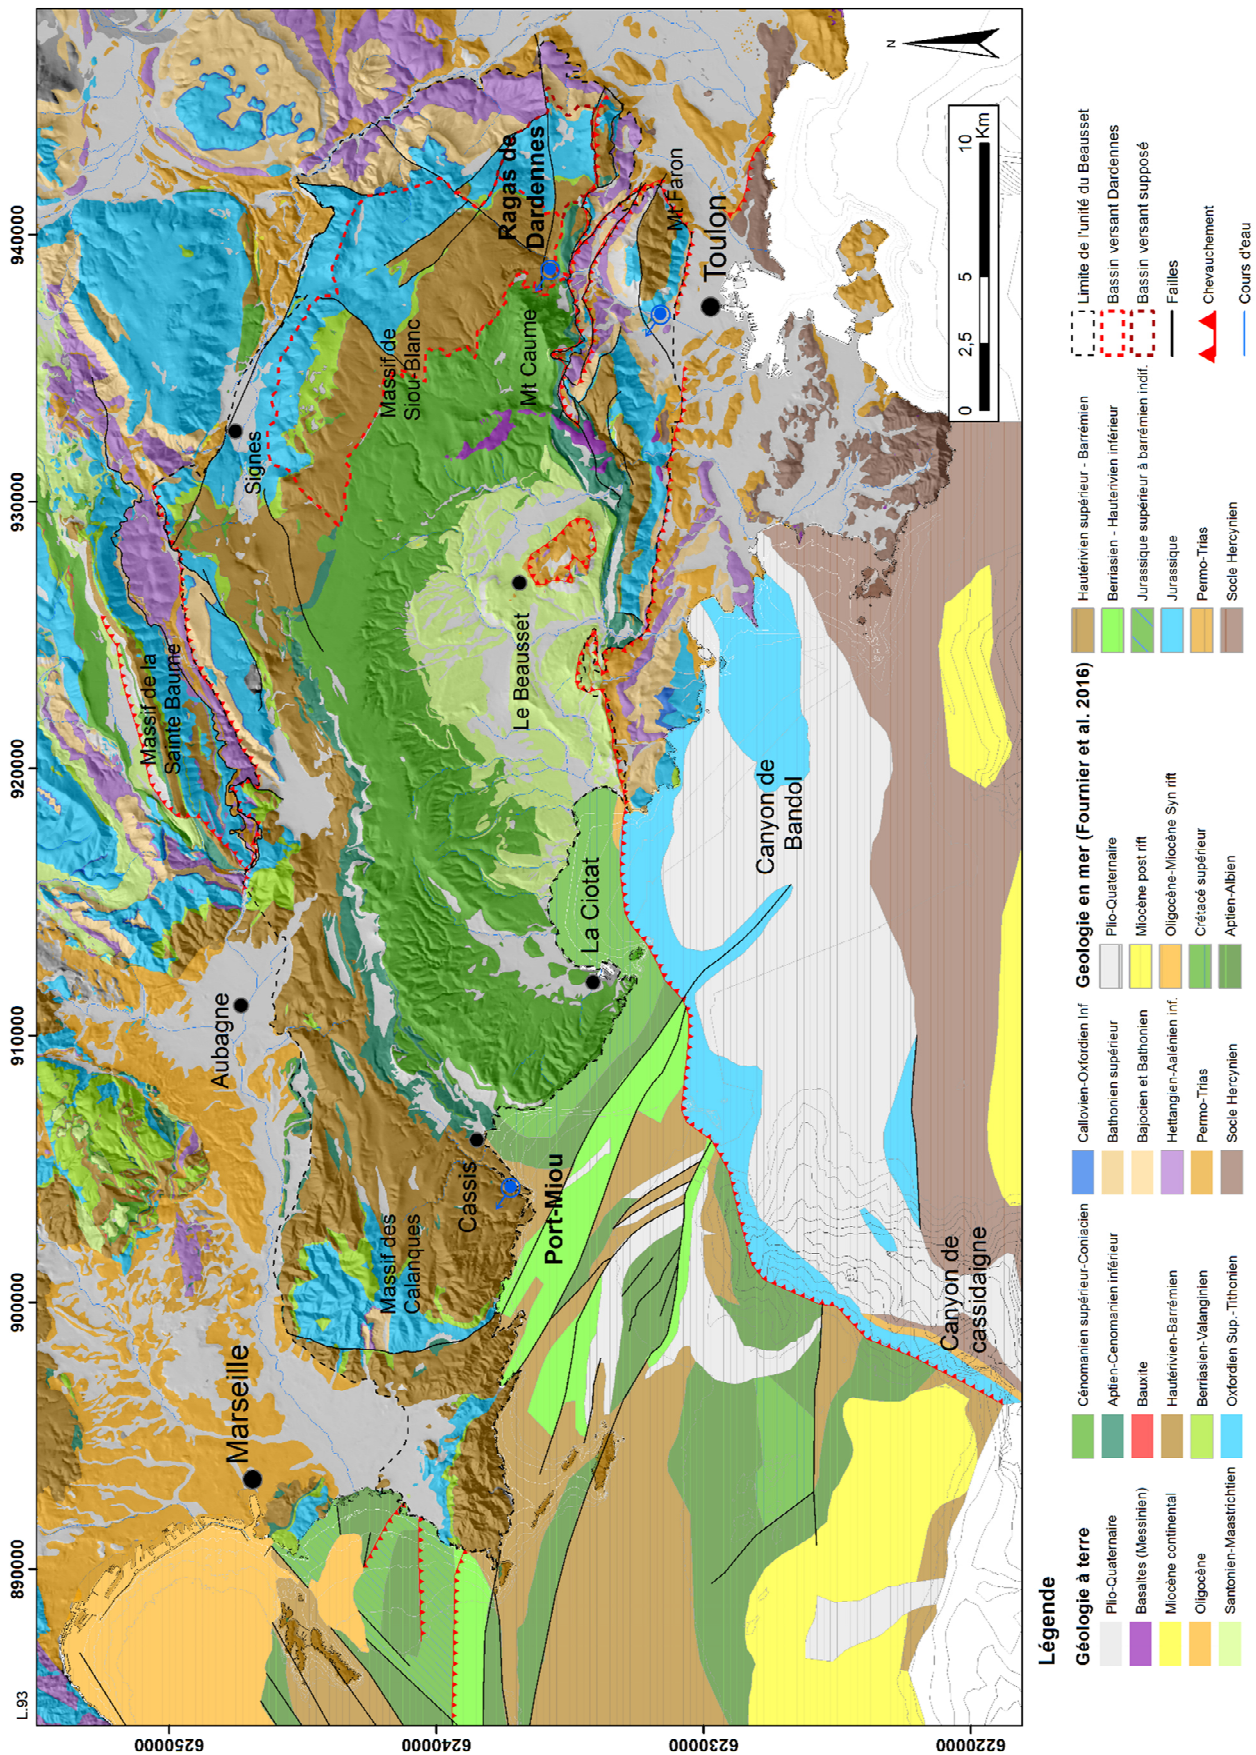 L.93
890000
900000
910000
920000
930000
940000
6250000
6240000
6230000
6220000
Marseille
Aubagne
Massif de la
Sainte Baume
Signes
Massif de
Siou-Blanc
Ragas de
Dardennes
Mt Caume
Mt Faron
Toulon
Le Beausset
La Ciotat
Cassis
Massif des
Calanques
Port-Miou
Canyon de
Bandol
Canyon de
cassidaigne
N
0
2,5
5
10
Km
Légende
Géologie à terre
Plio-Quaternaire
Basaltes (Messinien)
Miocène continental
Oligocène
Santonien-Maastrichtien
Cénomanien supérieur-Coniacien
Aptien-Cenomanien inférieur
Bauxite
Hautérivien-Barrémien
Berriasien-Valanginien
Oxfordien Sup.-Tithonien
Callovien-Oxfordien Inf
Bathonien supérieur
Bajocien et Bathonien
Hettangien-Aalénien inf.
Permo-Trias
Socle Hercynien
Géologie en mer (Fournier et al. 2016)
Plio-Quaternaire
Miocène post rift
Oligocène-Miocène Syn rift
Crétacé supérieur
Aptien-Albien
Hautérivien supérieur - Barrémien
Berriasien - Hauterivien inférieur
Jurassique supérieur à barrémien indif.
Jurassique
Permo-Trias
Socle Hercynien
Limite de l'unité du Beausset
Bassin versant Dardennes
Bassin versant supposé
Failles
Chevauchement
Cours d'eau